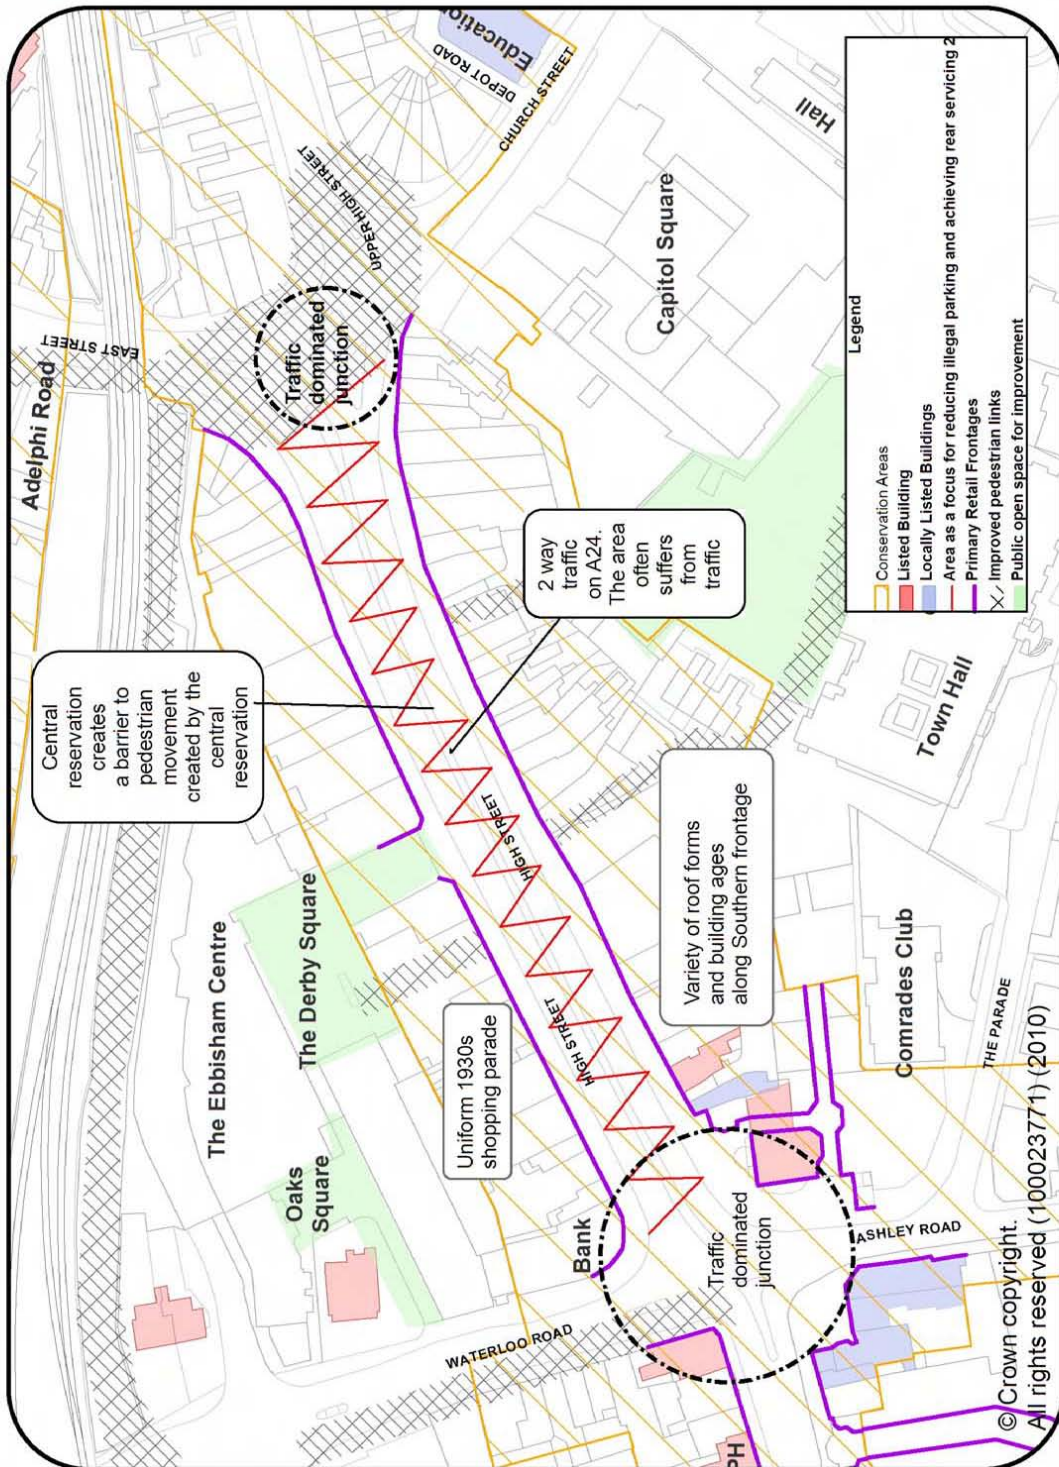 Adelphi Road
EAST STREET
Education
DEPOT ROAD
CHURCH STREET
UPPER HIGH STREET
Traffic
dominated
junction
Central
reservation
creates
a barrier to
pedestrian
movement
created by the
central
reservation
2 way
traffic
on A24.
The area
often
suffers
from
traffic
Capitol Square
Hall
The Ebbisham Centre
The Derby Square
HIGH STREET
HIGH STREET
Oaks
Square
Uniform 1930s
shopping parade
Variety of roof forms
and building ages
along Southern frontage
Town Hall
Bank
Comrades Club
THE PARADE
WATERLOO ROAD
Traffic
dominated
junction
ASHLEY ROAD
PH
Legend
Conservation Areas
Listed Building
Locally Listed Buildings
Area as a focus for reducing illegal parking and achieving rear servicing 2
Primary Retail Frontages
Improved pedestrian links
Public open space for improvement
© Crown copyright.
All rights reserved (100023771) (2010)